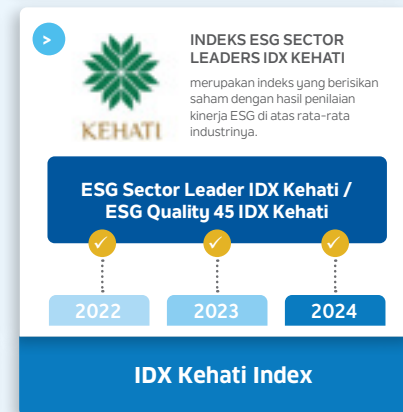 >
INDEKS ESG SECTOR
LEADERS IDX KEHATI
merupakan indeks yang berisikan
saham dengan hasil penilaian
kinerja ESG di atas rata-rata
industrinya.
KEHATI
ESG Sector Leader IDX Kehati /
ESG Quality 45 IDX Kehati
2022 2023 2024
IDX Kehati Index